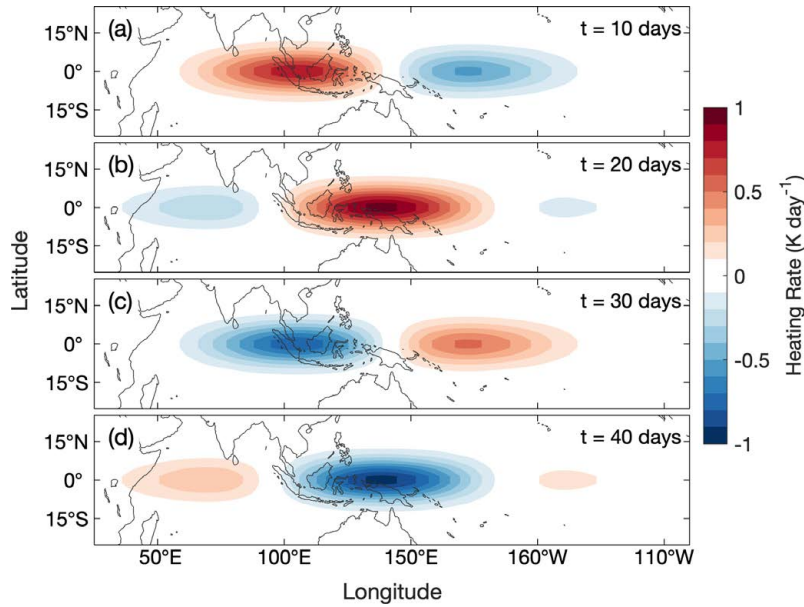 15°N
0°
15°S
(a)
t = 10 days
15°N
0°
15°S
(b)
t = 20 days
15°N
0°
15°S
(c)
t = 30 days
15°N
0°
15°S
(d)
t = 40 days
50°E
100°E
150°E
160°W
110°W
Longitude
Latitude
1
0.5
0
-0.5
-1
Heating Rate (K day⁻¹)